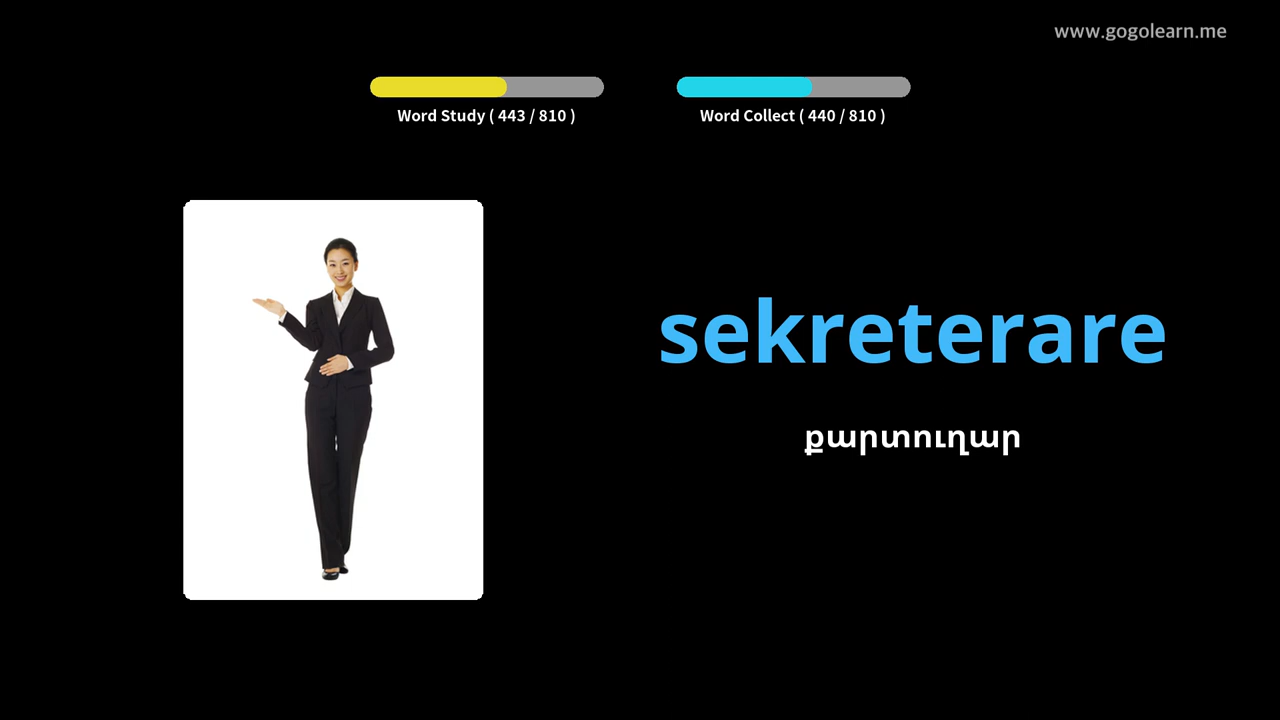 www.gogolearn.me
Word Study ( 443 / 810 )
Word Collect ( 440 / 810 )
sekreterare
քարտուղար